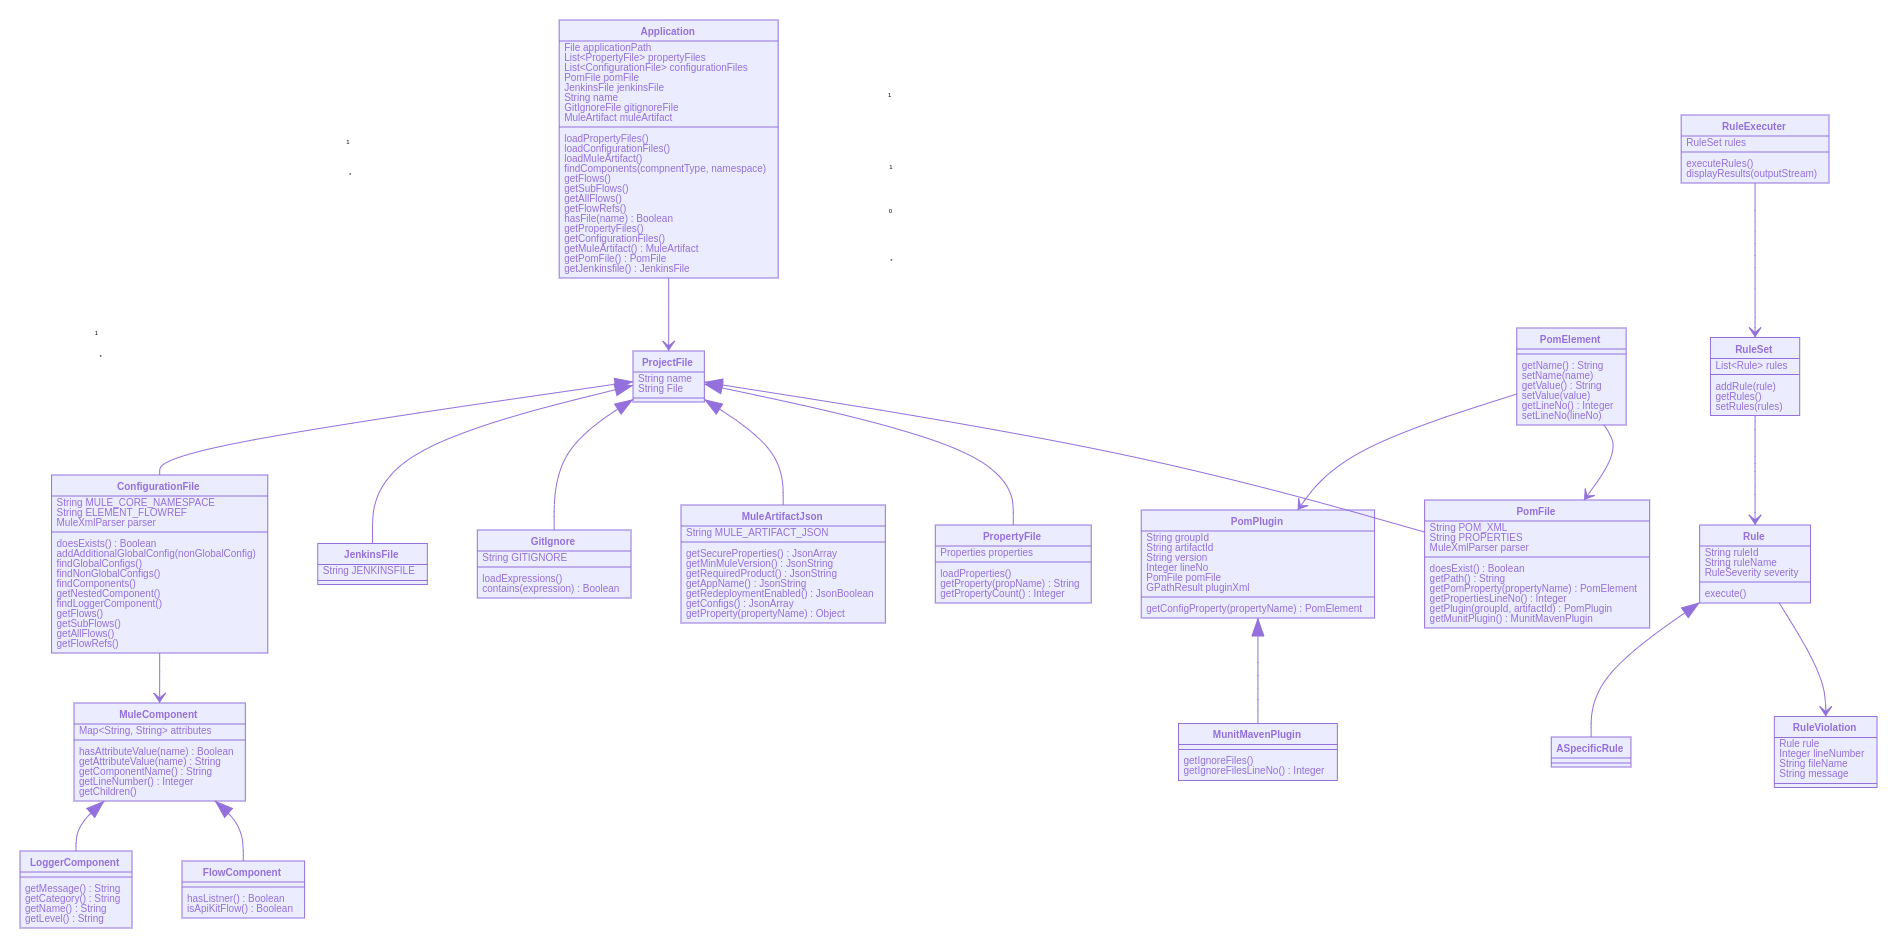 Application
File applicationPath
List<PropertyFile> propertyFiles
List<ConfigurationFile> configurationFiles
PomFile pomFile
JenkinsFile jenkinsFile
String name
GitIgnoreFile gitignoreFile
MuleArtifact muleArtifact
loadPropertyFiles()
loadConfigurationFiles()
loadMuleArtifact()
findComponents(compnentType, namespace)
getFlows()
getSubFlows()
getAllFlows()
getFlowRefs()
hasFile(name) : Boolean
getPropertyFiles()
getConfigurationFiles()
getMuleArtifact() : MuleArtifact
getPomFile() : PomFile
getJenkinsfile() : JenkinsFile
1
1
*
1
0
*
1
*
RuleExecuter
RuleSet rules
executeRules()
displayResults(outputStream)
ProjectFile
String name
String File
PomElement
getName() : String
setName(name)
getValue() : String
setValue(value)
getLineNo() : Integer
setLineNo(lineNo)
RuleSet
List<Rule> rules
addRule(rule)
getRules()
setRules(rules)
ConfigurationFile
String MULE_CORE_NAMESPACE
String ELEMENT_FLOWREF
MuleXmlParser parser
doesExists() : Boolean
addAdditionalGlobalConfig(nonGlobalConfig)
findGlobalConfigs()
findNonGlobalConfigs()
findComponents()
getNestedComponent()
findLoggerComponent()
getFlows()
getSubFlows()
getAllFlows()
getFlowRefs()
JenkinsFile
String JENKINSFILE
GitIgnore
String GITIGNORE
loadExpressions()
contains(expression) : Boolean
MuleArtifactJson
String MULE_ARTIFACT_JSON
getSecureProperties() : JsonArray
getMinMuleVersion() : JsonString
getRequiredProduct() : JsonString
getAppName() : JsonString
getRedeploymentEnabled() : JsonBoolean
getConfigs() : JsonArray
getProperty(propertyName) : Object
PropertyFile
Properties properties
loadProperties()
getProperty(propName) : String
getPropertyCount() : Integer
PomPlugin
String groupId
String artifactId
String version
Integer lineNo
PomFile pomFile
GPathResult pluginXml
getConfigProperty(propertyName) : PomElement
PomFile
String POM_XML
String PROPERTIES
MuleXmlParser parser
doesExist() : Boolean
getPath() : String
getPomProperty(propertyName) : PomElement
getPropertiesLineNo() : Integer
getPlugin(groupId, artifactId) : PomPlugin
getMunitPlugin() : MunitMavenPlugin
Rule
String ruleId
String ruleName
RuleSeverity severity
execute()
MuleComponent
Map<String, String> attributes
hasAttributeValue(name) : Boolean
getAttributeValue(name) : String
getComponentName() : String
getLineNumber() : Integer
getChildren()
MunitMavenPlugin
getIgnoreFiles()
getIgnoreFilesLineNo() : Integer
ASpecificRule
RuleViolation
Rule rule
Integer lineNumber
String fileName
String message
LoggerComponent
getMessage() : String
getCategory() : String
getName() : String
getLevel() : String
FlowComponent
hasListner() : Boolean
isApiKitFlow() : Boolean